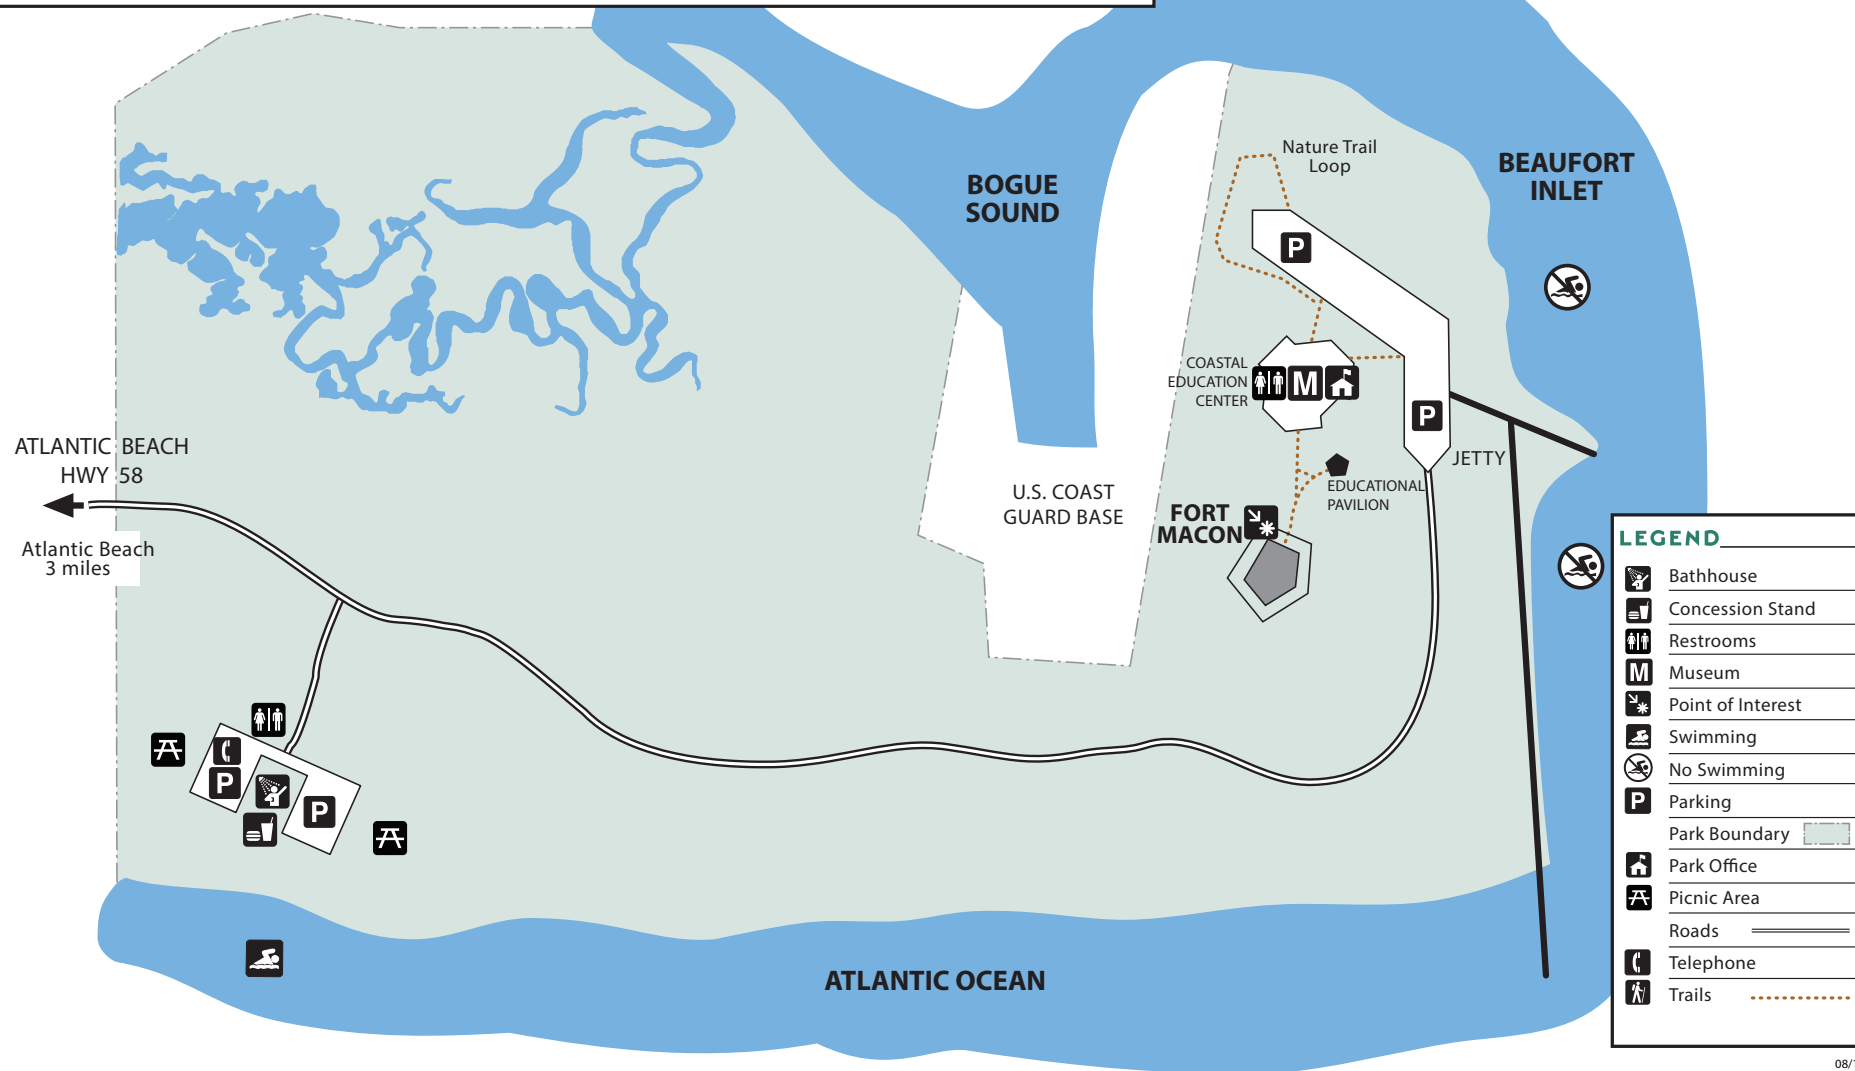 Nature Trail
Loop
BEAUFORT
INLET
BOGUE
SOUND
P
COASTAL
EDUCATION
CENTER
M
P
JETTY
ATLANTIC BEACH
HWY 58
EDUCATIONAL
PAVILION
U.S. COAST
GUARD BASE
FORT
MACON
Atlantic Beach
3 miles
P
P
ATLANTIC OCEAN
LEGEND
Bathhouse
Concession Stand
Restrooms
M Museum
Point of Interest
Swimming
No Swimming
P Parking
Park Boundary
Park Office
Picnic Area
Roads
Telephone
Trails